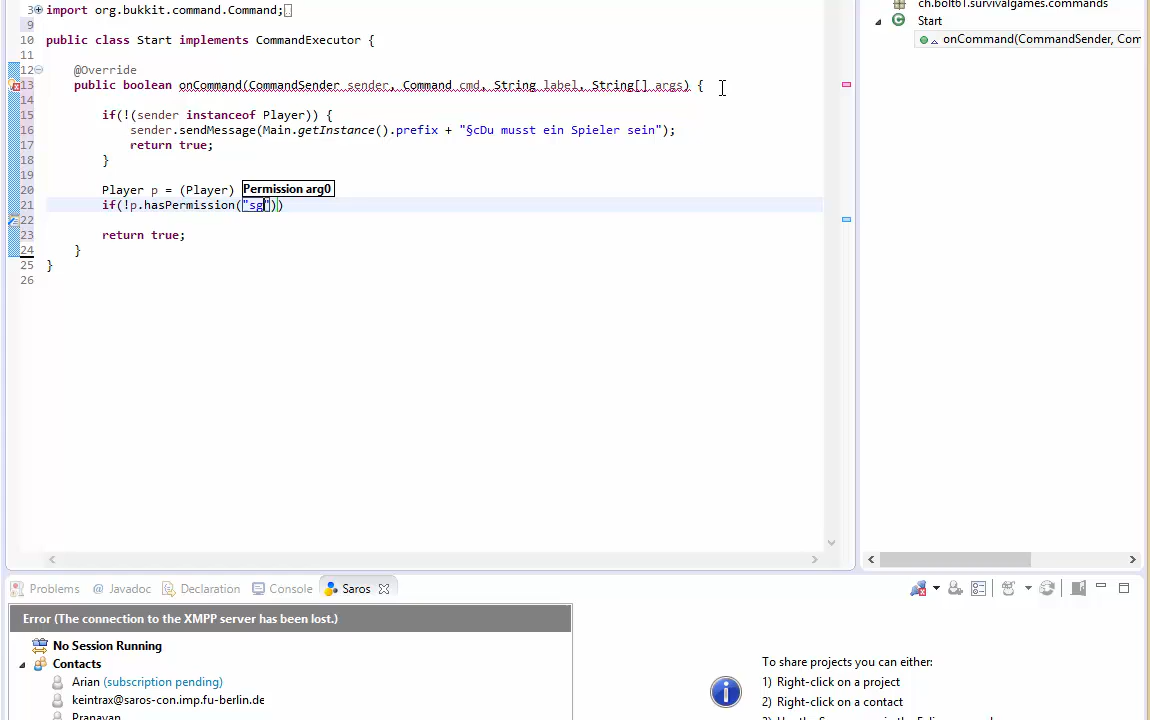 3 import org.bukkit.command.Command;
9
10 public class Start implements CommandExecutor {
11
12 @Override
13 public boolean onCommand(CommandSender sender, Command cmd, String label, String[] args) {
14
15 if(!(sender instanceof Player)) {
16 sender.sendMessage(Main.getInstance().prefix + "§cDu musst ein Spieler sein");
17 return true;
18 }
19
20 Player p = (Player)
Permission arg0
21 if(!p.hasPermission("sg"))
22
23 return true;
24 }
25 }
26
ch.bolt61.survivalgames.commands
Start
onCommand(CommandSender, Com
Problems @ Javadoc Declaration Console Saros
Error (The connection to the XMPP server has been lost.)
No Session Running
Contacts
Arian (subscription pending)
keintrax@saros-con.imp.fu-berlin.de
Pranavan
To share projects you can either:
1) Right-click on a project
2) Right-click on a contact